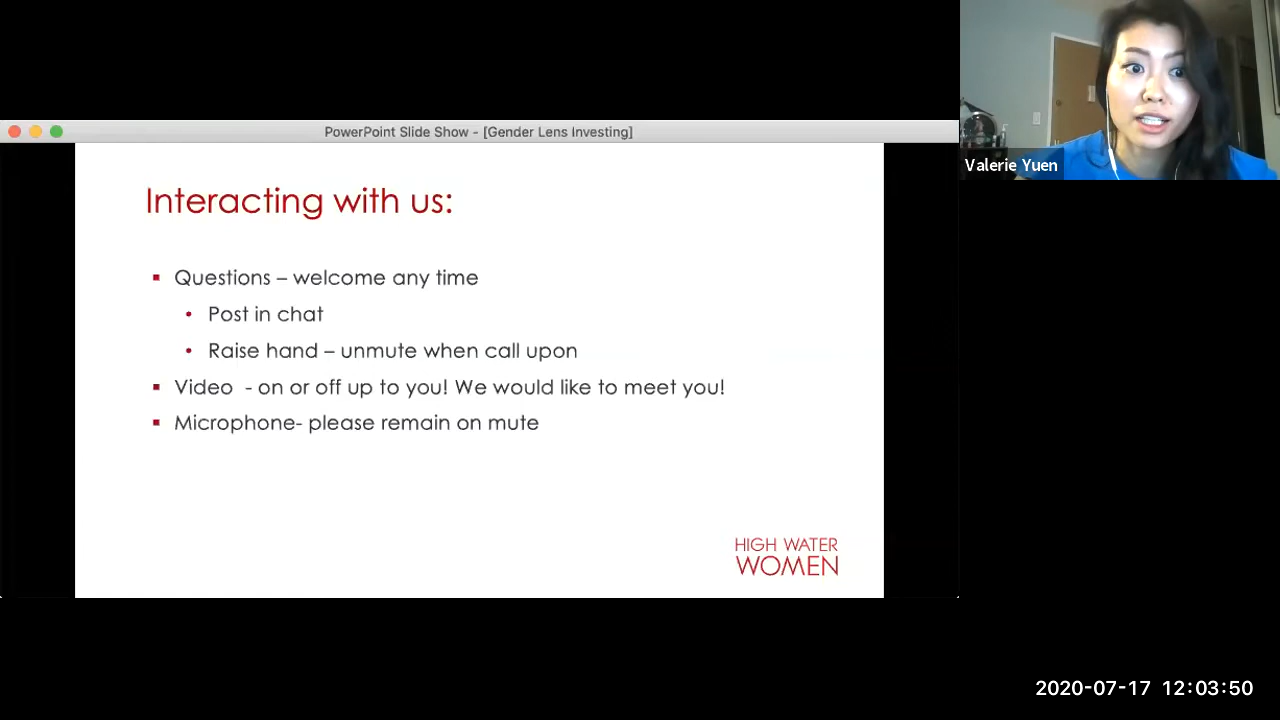 PowerPoint Slide Show - [Gender Lens Investing]
Valerie Yuen
Interacting with us:
▪ Questions – welcome any time
• Post in chat
• Raise hand – unmute when call upon
▪ Video  - on or off up to you! We would like to meet you!
▪ Microphone- please remain on mute
HIGH WATER
WOMEN
2020-07-17 12:03:50